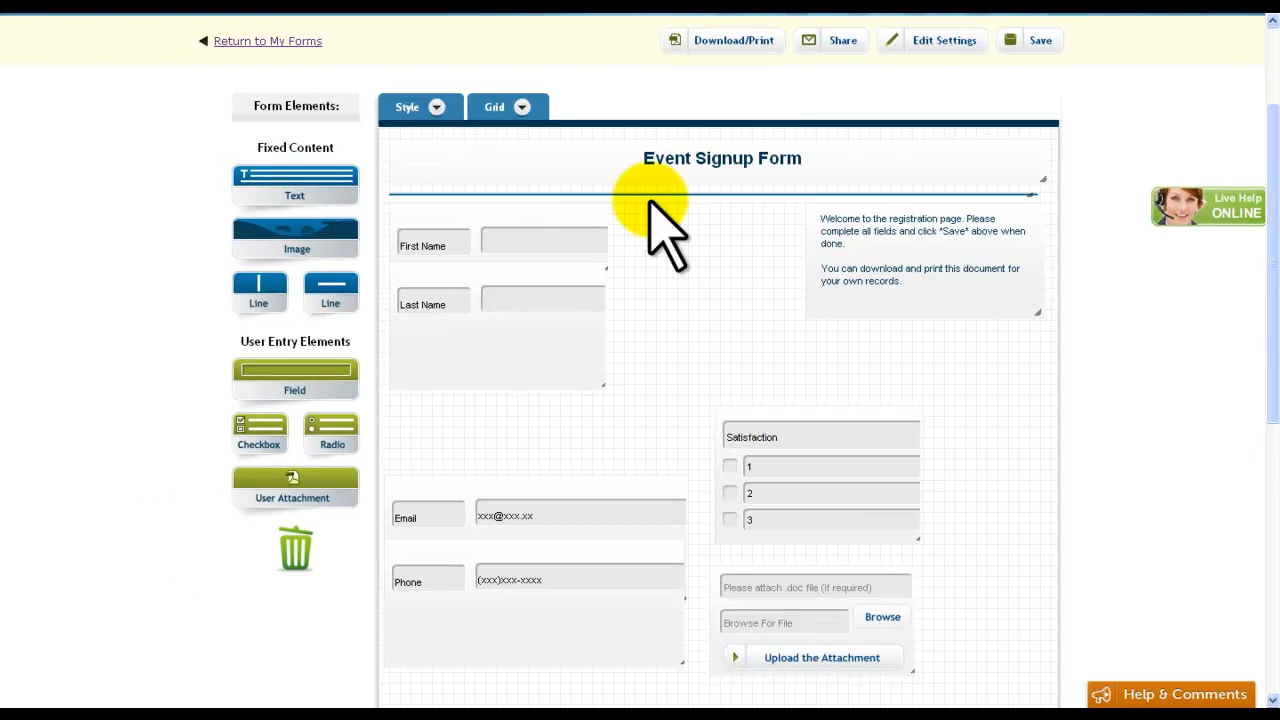 Return to My Forms
Download/Print
Share
Edit Settings
Save
Form Elements:
Fixed Content
T
Text
Image
Line
Line
User Entry Elements
Field
Checkbox
Radio
User Attachment
Style
Grid
Event Signup Form
First Name
Last Name
Welcome to the registration page. Please
complete all fields and click "Save" above when
done.
You can download and print this document for
your own records.
Satisfaction
1
2
3
Email
xxx@xxx.xx
Phone
(xxx)xxx-xxxx
Please attach .doc file (if required)
Browse For File
Browse
Upload the Attachment
Live Help
ONLINE
Help & Comments